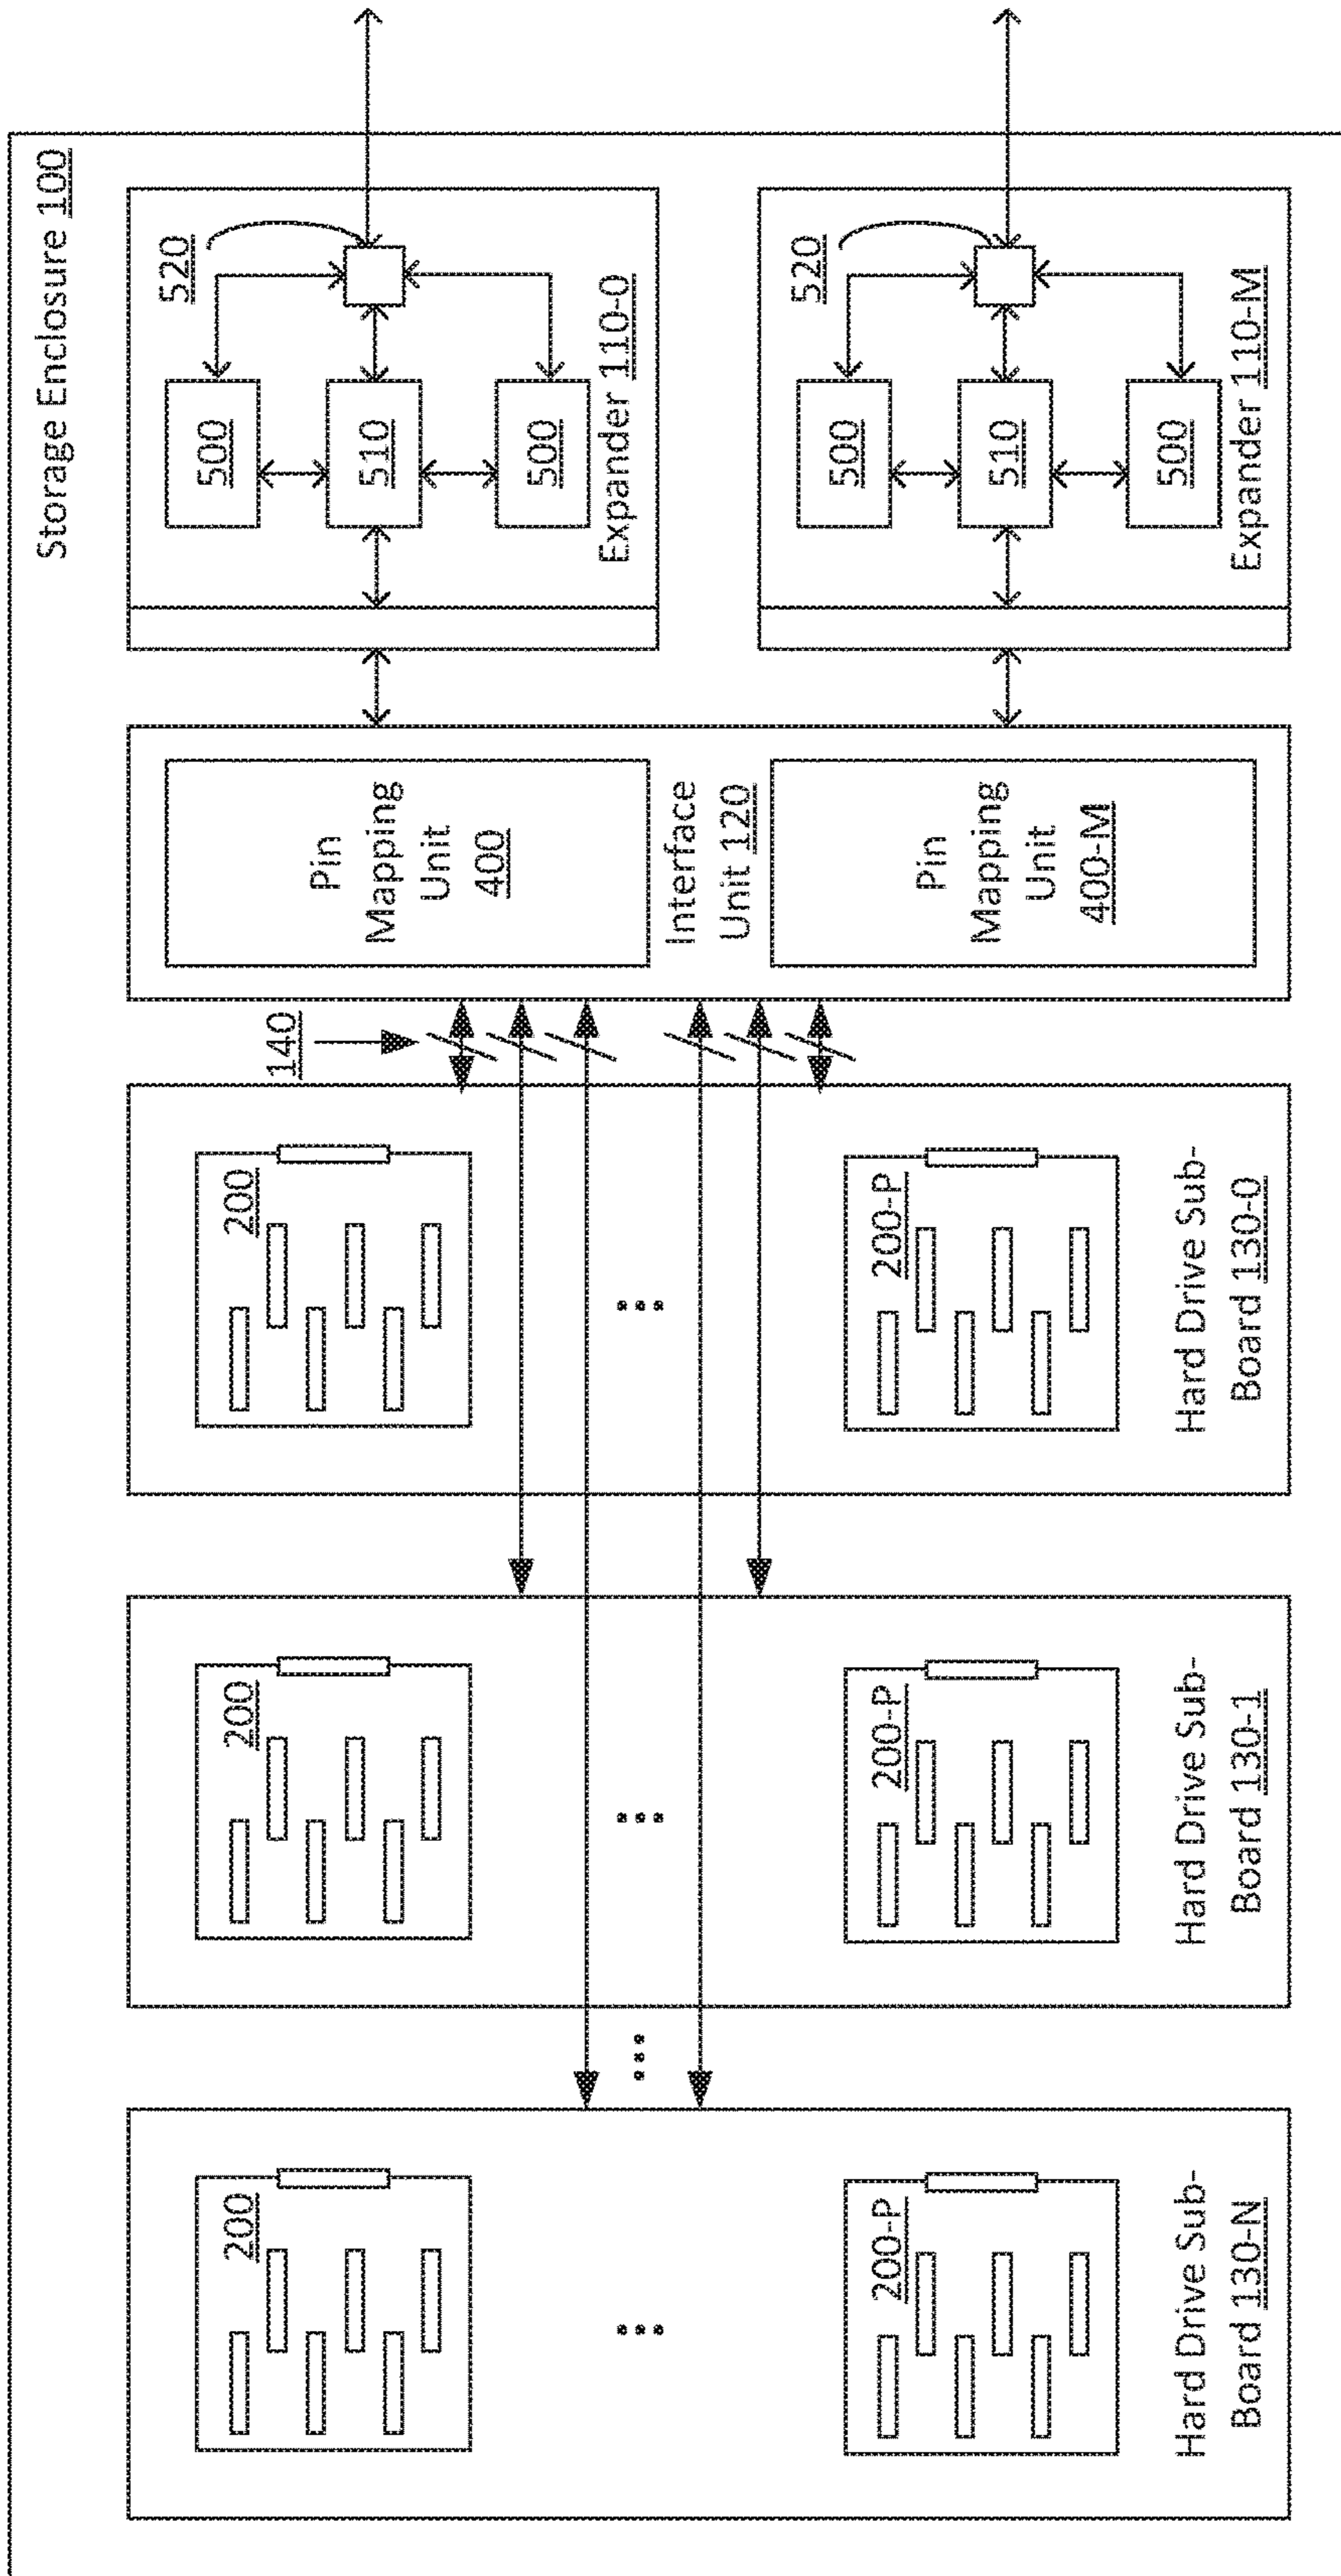 Storage Enclosure 100
520
500
510
500
Expander 110-0
520
500
510
500
Expander 110-M
Pin
Mapping
Unit
400
Interface
Unit 120
Pin
Mapping
Unit
400-M
140
200
...
200-P
Hard Drive Sub-
Board 130-0
200
...
200-P
Hard Drive Sub-
Board 130-1
...
200
...
200-P
Hard Drive Sub-
Board 130-N